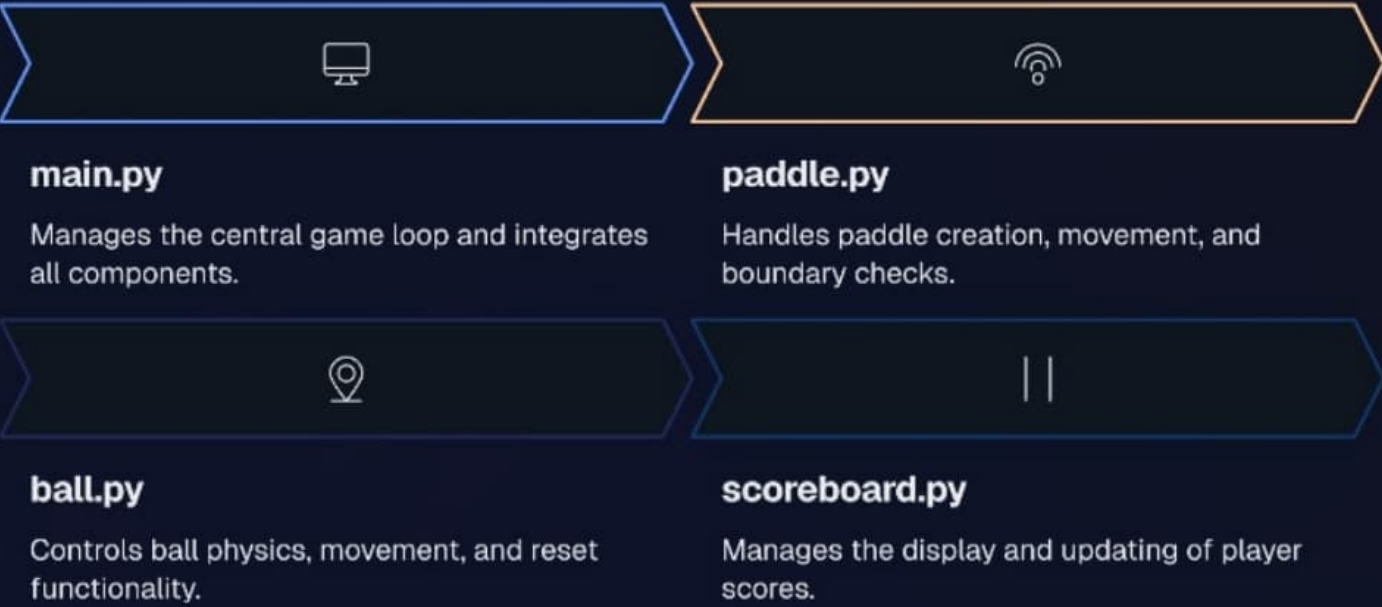 main.py
Manages the central game loop and integrates
all components.
paddle.py
Handles paddle creation, movement, and
boundary checks.
ball.py
Controls ball physics, movement, and reset
functionality.
scoreboard.py
Manages the display and updating of player
scores.